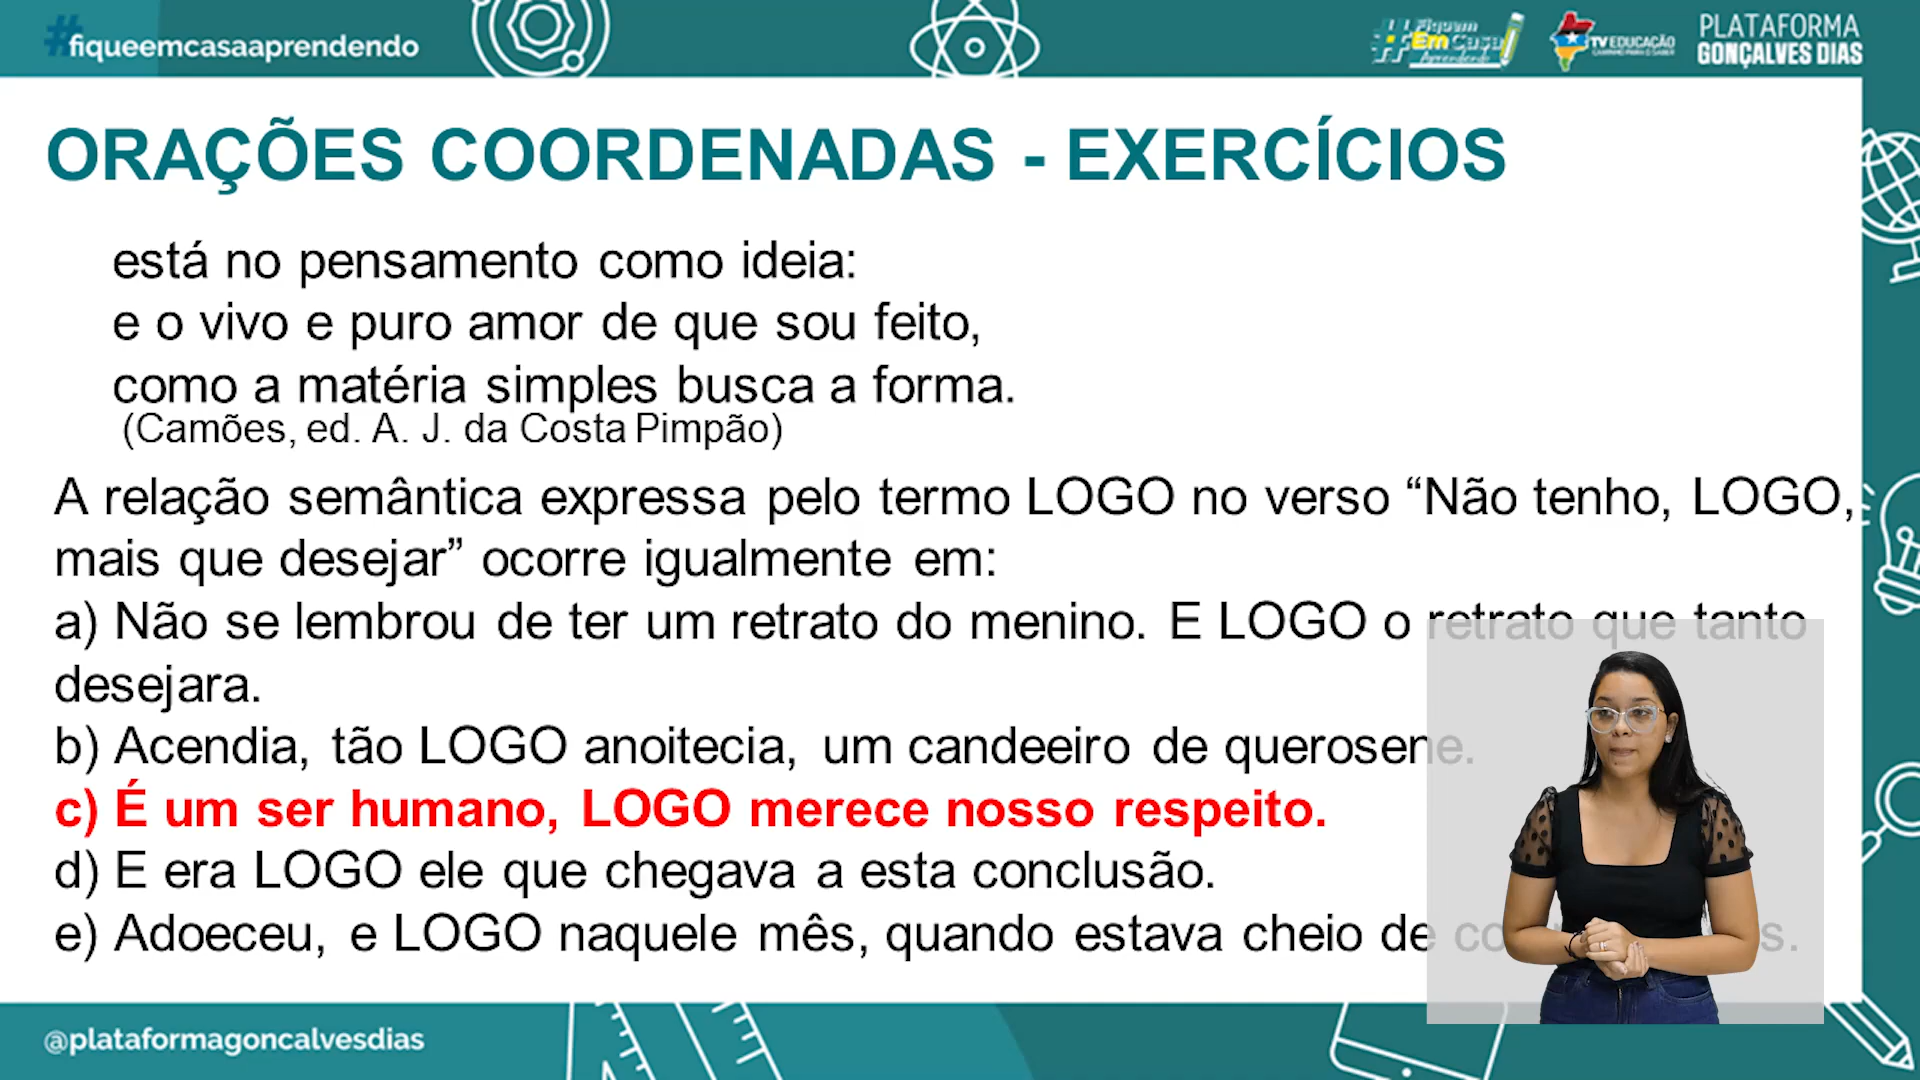 #fiqueemcasaaprendendo
#Fiquem
Em Casa
Aprendendo
TV EDUCAÇÃO
PLATAFORMA
GONÇALVES DIAS
ORAÇÕES COORDENADAS - EXERCÍCIOS
está no pensamento como ideia:
e o vivo e puro amor de que sou feito,
como a matéria simples busca a forma.
(Camões, ed. A. J. da Costa Pimpão)
A relação semântica expressa pelo termo LOGO no verso “Não tenho, LOGO,
mais que desejar” ocorre igualmente em:
a) Não se lembrou de ter um retrato do menino. E LOGO o retrato que tanto
desejara.
b) Acendia, tão LOGO anoitecia, um candeeiro de querosene.
c) É um ser humano, LOGO merece nosso respeito.
d) E era LOGO ele que chegava a esta conclusão.
e) Adoeceu, e LOGO naquele mês, quando estava cheio de
@plataformagoncalvesdias